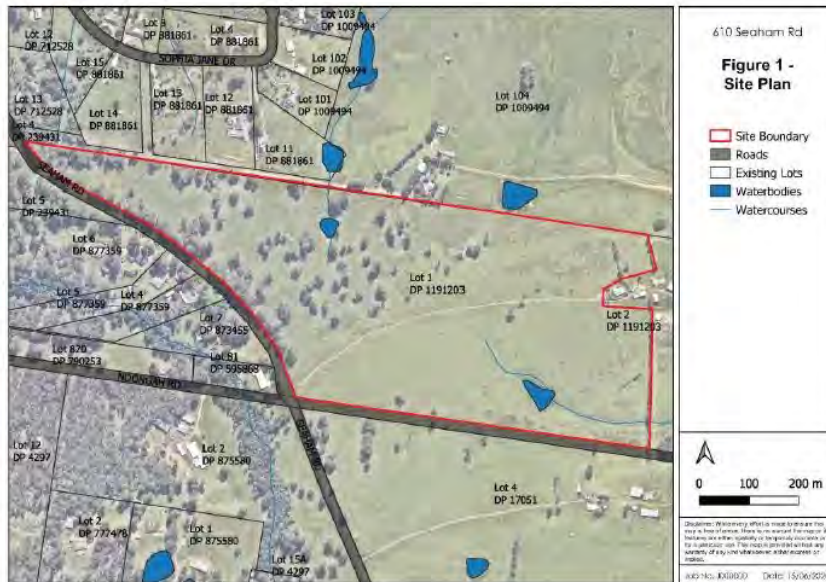 Lot 12
DP 712528
Lot 3
DP 881861
Lot 4
DP 881861
Lot 103
DP 1009494
SOPHIA JANE DR
Lot 15
DP 881861
Lot 102
DP 1009494
Lot 13
DP 712528
Lot 14
DP 881861
Lot 13
DP 881861
Lot 12
DP 881861
Lot 101
DP 1009494
Lot 104
DP 1009494
Lot 4
DP 239431
Lot 11
DP 881861
SEAHAM RD
Lot 5
DP 239431
Lot 6
DP 877359
Lot 5
DP 877359
Lot 4
DP 877359
Lot 7
DP 873455
Lot 1
DP 1191203
Lot 2
DP 1191203
Lot 820
DP 790253
Lot 81
DP 595868
Lot 12
DP 4297
Lot 2
DP 875580
Lot 4
DP 17051
Lot 2
DP 777478
Lot 1
DP 875580
Lot 15A
DP 4297
610 Seaham Rd
Figure 1 -
Site Plan
Site Boundary
Roads
Existing Lots
Waterbodies
Watercourses
0 100 200 m